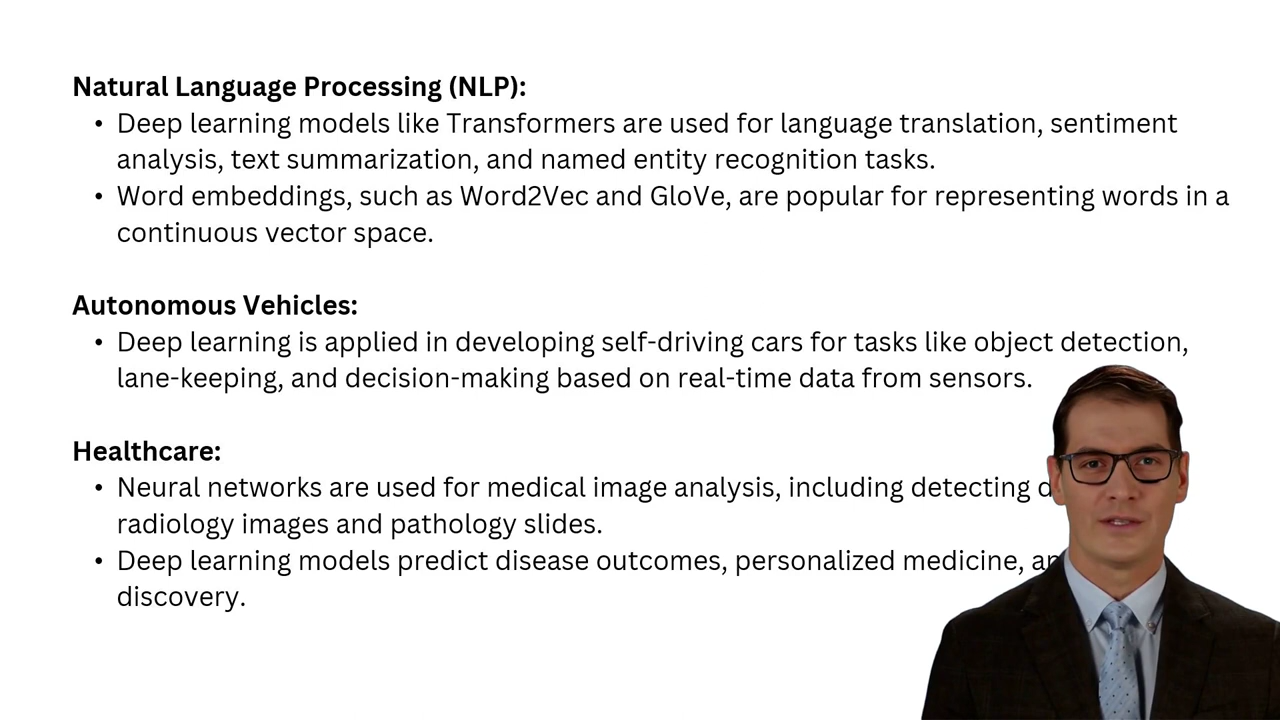 Natural Language Processing (NLP):
• Deep learning models like Transformers are used for language translation, sentiment
analysis, text summarization, and named entity recognition tasks.
• Word embeddings, such as Word2Vec and GloVe, are popular for representing words in a
continuous vector space.
Autonomous Vehicles:
• Deep learning is applied in developing self-driving cars for tasks like object detection,
lane-keeping, and decision-making based on real-time data from sensors.
Healthcare:
• Neural networks are used for medical image analysis, including detecting
radiology images and pathology slides.
• Deep learning models predict disease outcomes, personalized medicine,
discovery.